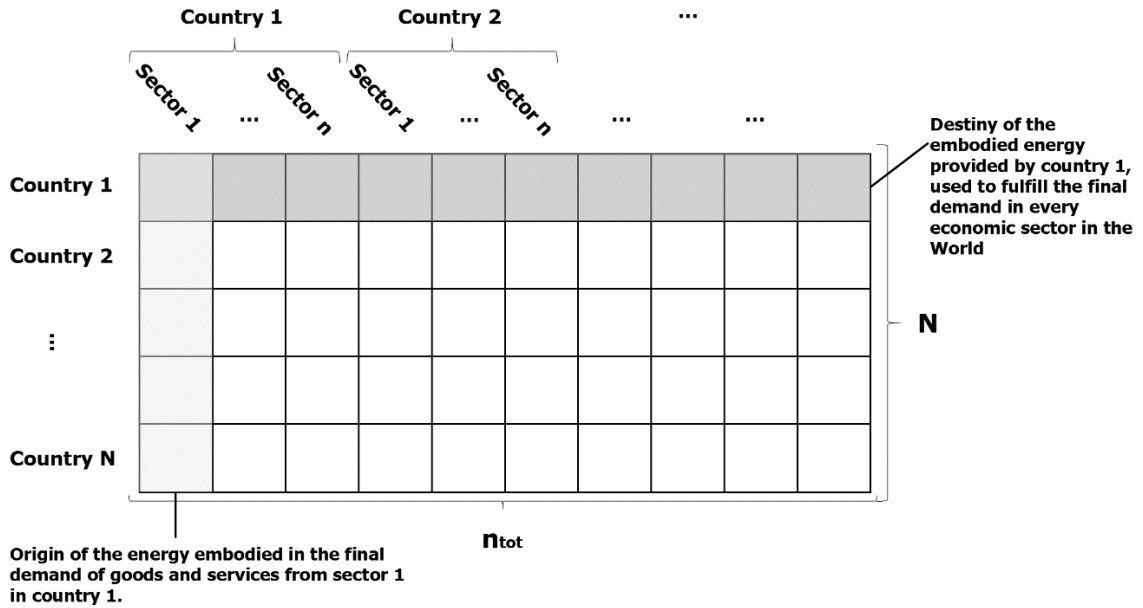 Country 1 Country 2 ...
Sector 1 ... Sector n Sector 1 ... Sector n ... ...
Destiny of the
embodied energy
provided by country 1,
used to fulfill the final
demand in every
economic sector in the
World
Country 1
Country 2
...
Country N
N
ntot
Origin of the energy embodied in the final
demand of goods and services from sector 1
in country 1.